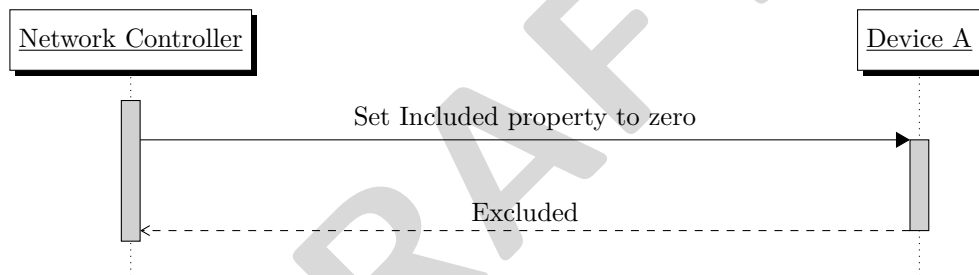 Network Controller
Device A
Set Included property to zero
Excluded